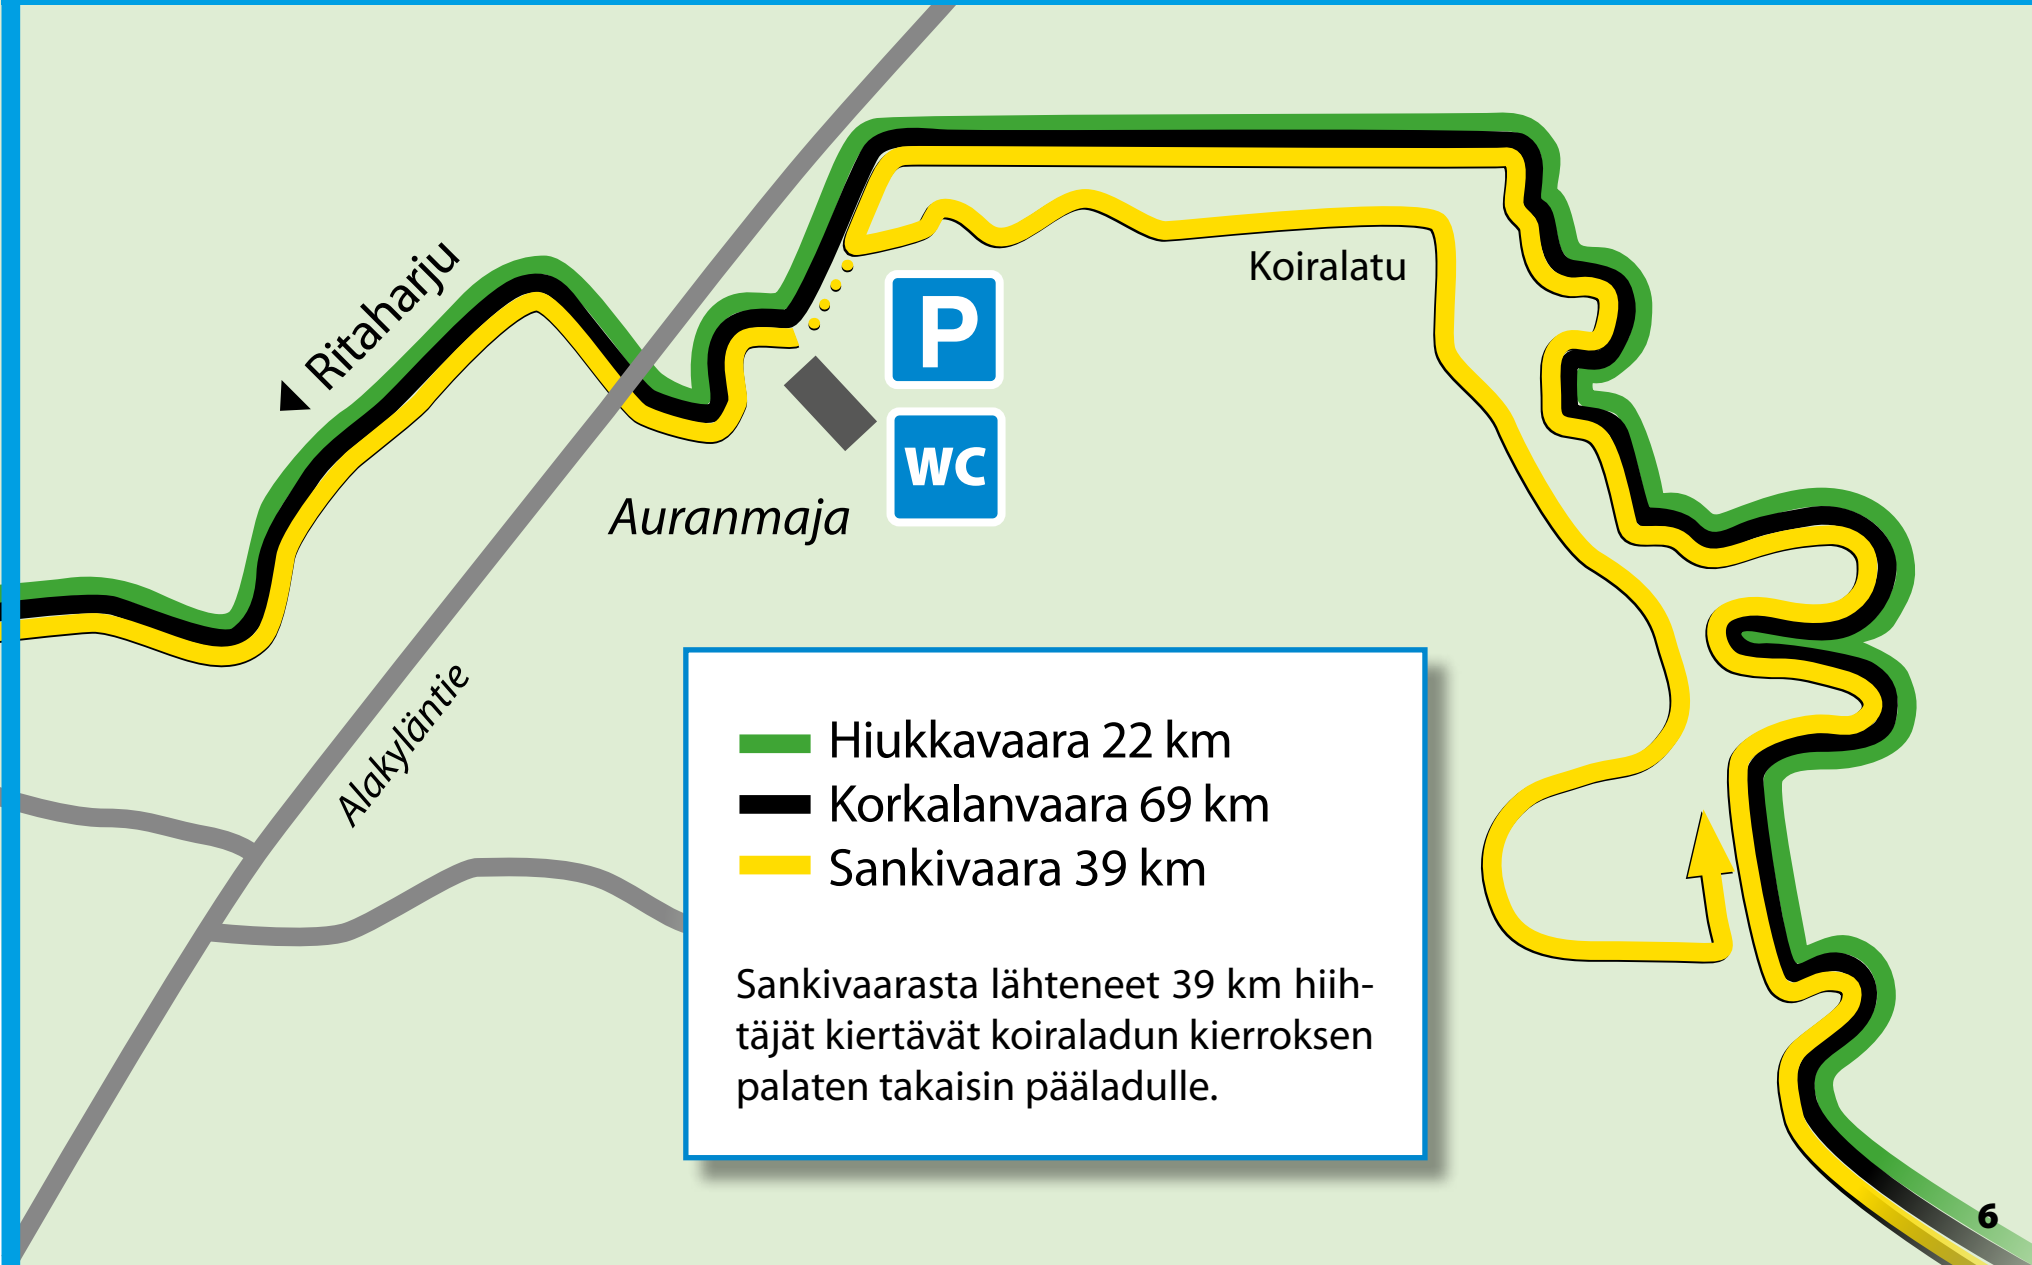 Ritaharju
Koiralatu
P
WC
Auranmaja
Alakyläntie
Hiukkavaara 22 km
Korkalanvaara 69 km
Sankivaara 39 km
Sankivaarasta lähteneet 39 km hiih-
täjät kiertävät koiraladun kierroksen
palaten takaisin pääladulle.
6